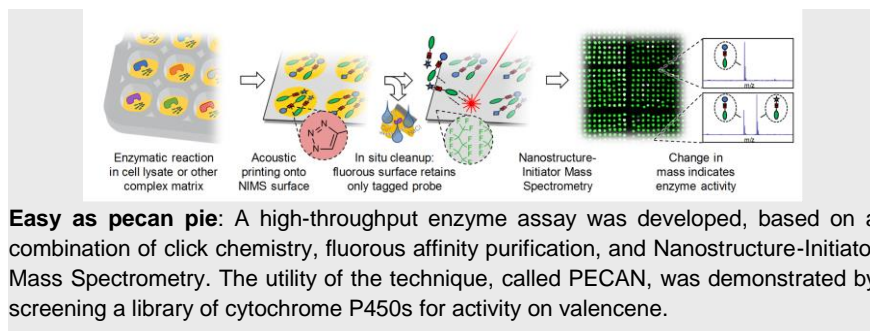 m/z
m/z
Enzymatic reaction
in cell lysate or other
complex matrix
Acoustic
printing onto
NIMS surface
In situ cleanup:
fluorous surface retains
only tagged probe
Nanostructure-
Initiator Mass
Spectrometry
Change in
mass indicates
enzyme activity
Easy as pecan pie: A high-throughput enzyme assay was developed, based on a
combination of click chemistry, fluorous affinity purification, and Nanostructure-Initiato
Mass Spectrometry. The utility of the technique, called PECAN, was demonstrated by
screening a library of cytochrome P450s for activity on valencene.